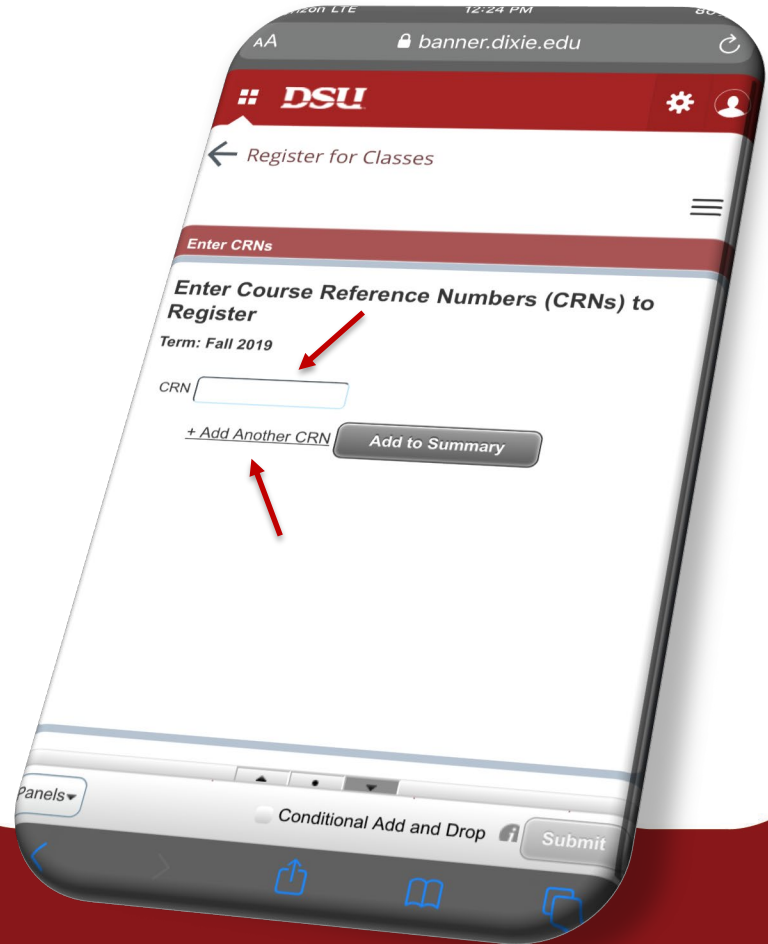 12:24 PM
AA banner.dixie.edu
DSU
Register for Classes
Enter CRNs
Enter Course Reference Numbers (CRNs) to
Register
Term: Fall 2019
CRN
+ Add Another CRN Add to Summary
Panels
Conditional Add and Drop Submit